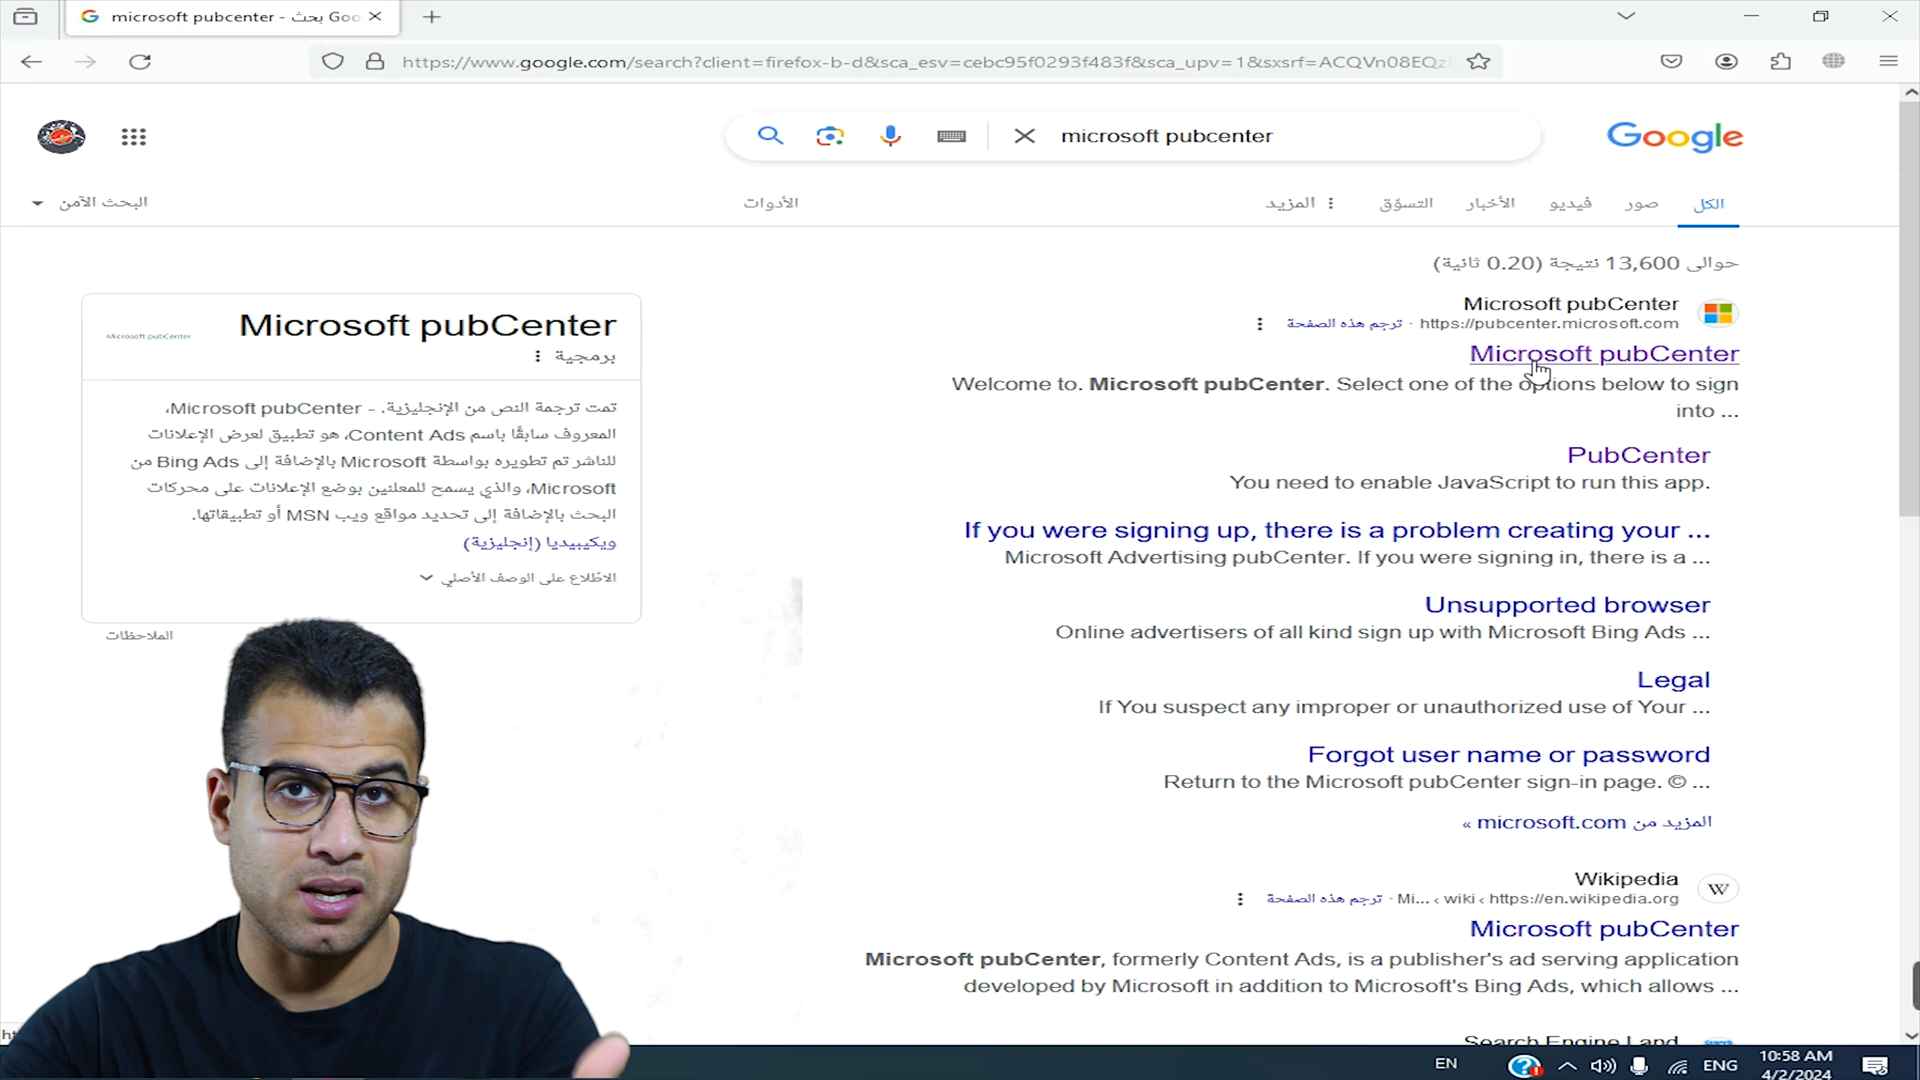 microsoft pubcenter - بحث Goo
https://www.google.com/search?client=firefox-b-d&sca_esv=cebc95f0293f483f&sca_upv=1&sxsrf=ACQVn08EQz
microsoft pubcenter
Google
الكل
صور
فيديو
الأخبار
التسوّق
المزيد
الأدوات
البحث الآمن
حوالى 13,600 نتيجة (0.20 ثانية)
Microsoft pubCenter
https://pubcenter.microsoft.com · ترجم هذه الصفحة
Microsoft pubCenter
Welcome to. Microsoft pubCenter. Select one of the options below to sign
into ...
PubCenter
You need to enable JavaScript to run this app.
If you were signing up, there is a problem creating your ...
Microsoft Advertising pubCenter. If you were signing in, there is a ...
Unsupported browser
Online advertisers of all kind sign up with Microsoft Bing Ads ...
Legal
If You suspect any improper or unauthorized use of Your ...
Forgot user name or password
Return to the Microsoft pubCenter sign-in page. © ...
المزيد من microsoft.com »
Wikipedia
https://en.wikipedia.org › wiki › Mi... · ترجم هذه الصفحة
W
Microsoft pubCenter
Microsoft pubCenter, formerly Content Ads, is a publisher's ad serving application
developed by Microsoft in addition to Microsoft's Bing Ads, which allows ...
Search Engine Land
Microsoft pubCenter
Microsoft pubCenter
برمجية
تمت ترجمة النص من الإنجليزية. - Microsoft pubCenter،
المعروف سابقًا باسم Content Ads، هو تطبيق لعرض الإعلانات
للناشر تم تطويره بواسطة Microsoft بالإضافة إلى Bing Ads من
Microsoft، والذي يسمح للمعلنين بوضع الإعلانات على محركات
البحث بالإضافة إلى تحديد مواقع ويب MSN أو تطبيقاتها.
ويكيبيديا (إنجليزية)
الاطّلاع على الوصف الأصلي
الملاحظات
EN
ENG
10:58 AM
4/2/2024